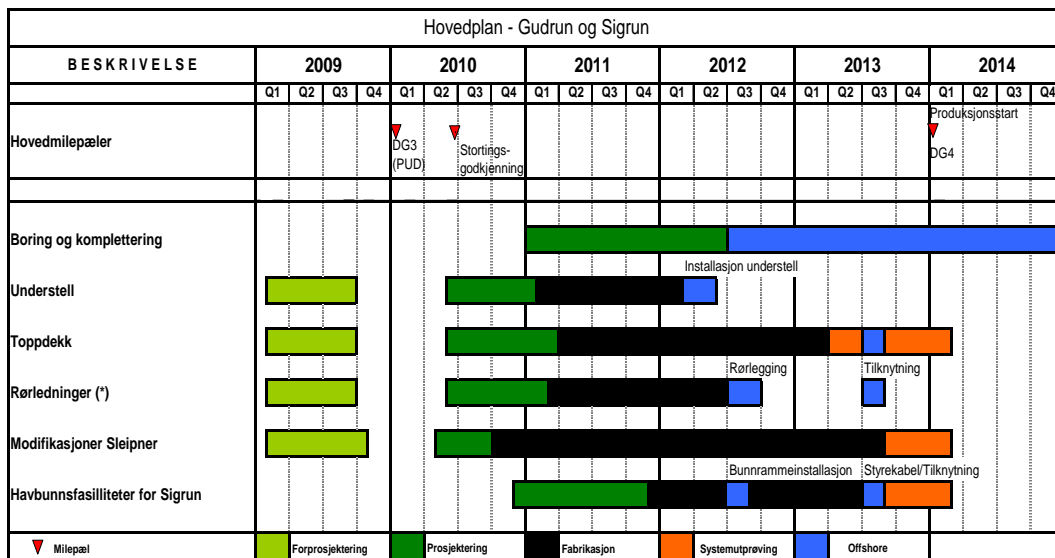 Hovedplan - Gudrun og Sigrun
BESKRIVELSE 2009 2010 2011 2012 2013 2014
Q1 Q2 Q3 Q4 Q1 Q2 Q3 Q4 Q1 Q2 Q3 Q4 Q1 Q2 Q3 Q4 Q1 Q2 Q3 Q4 Q1 Q2 Q3 Q4
Produksjonsstart
Hovedmilepæler
DG3
(PUD)
Stortings-
godkjenning
DG4
Boring og komplettering
Installasjon understell
Understell
Toppdekk
Rørlegging Tilknytning
Rørledninger (*)
Modifikasjoner Sleipner
Bunnrammeinstallasjon Styrekabel/Tilknytning
Havbunnsfasilliteter for Sigrun
Milepæl Forprosjektering Prosjektering Fabrikasjon Systemutprøving Offshore